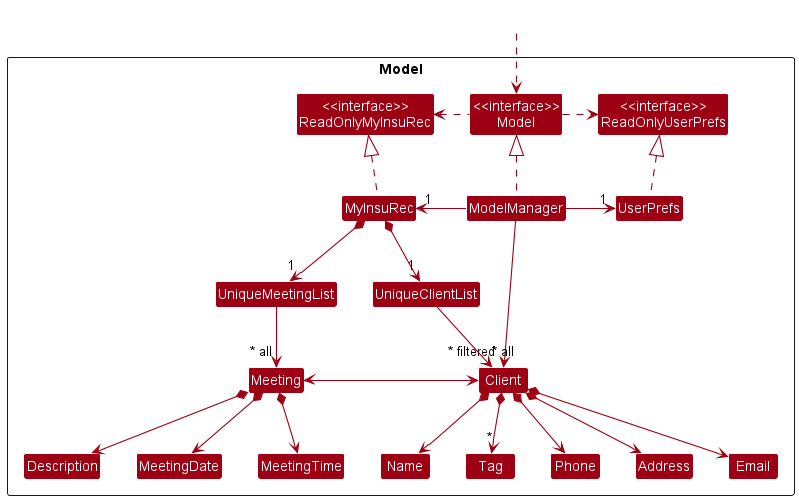 Model
<<interface>>
ReadOnlyMyInsuRec
<<interface>>
Model
<<interface>>
ReadOnlyUserPrefs
1
1
MyInsuRec
ModelManager
UserPrefs
1
1
UniqueMeetingList
UniqueClientList
* all
* filtered
* all
Meeting
Client
*
Description
MeetingDate
MeetingTime
Name
Tag
Phone
Address
Email